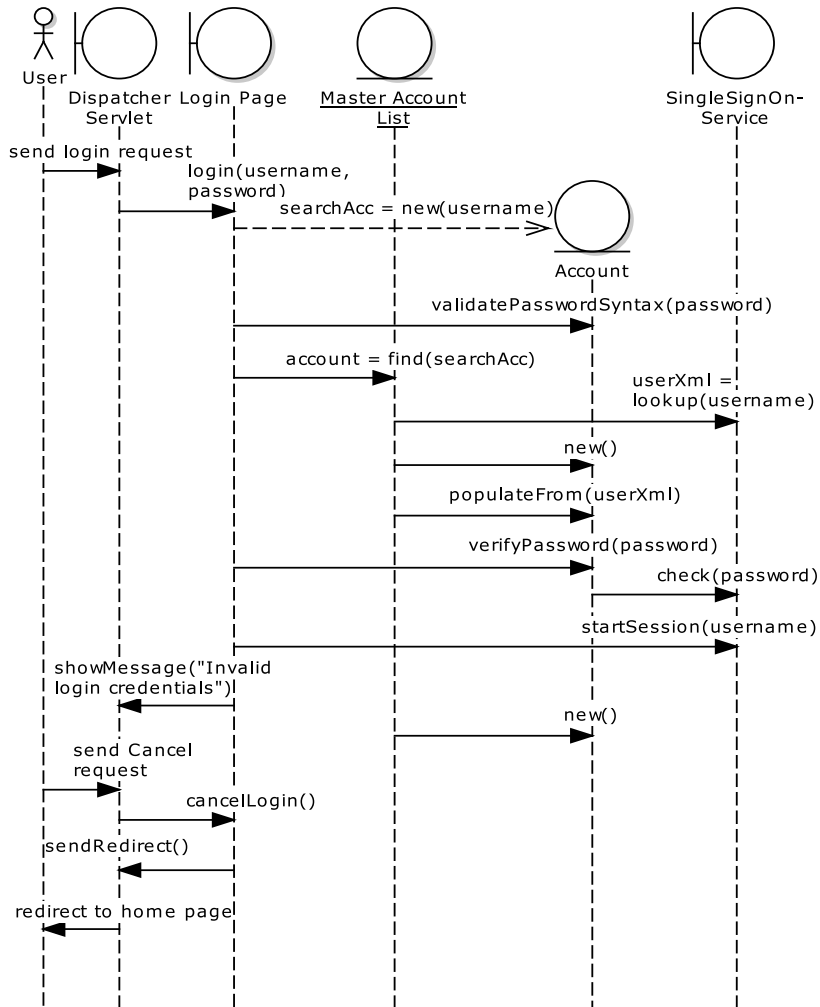 User
Dispatcher
Servlet
Login Page
Master Account
List
SingleSignOn-
Service
send login request
login(username,
password)
searchAcc = new(username)
Account
validatePasswordSyntax(password)
account = find(searchAcc)
userXml =
lookup(username)
new()
populateFrom(userXml)
verifyPassword(password)
check(password)
startSession(username)
showMessage("Invalid
login credentials")
new()
send Cancel
request
cancelLogin()
sendRedirect()
redirect to home page